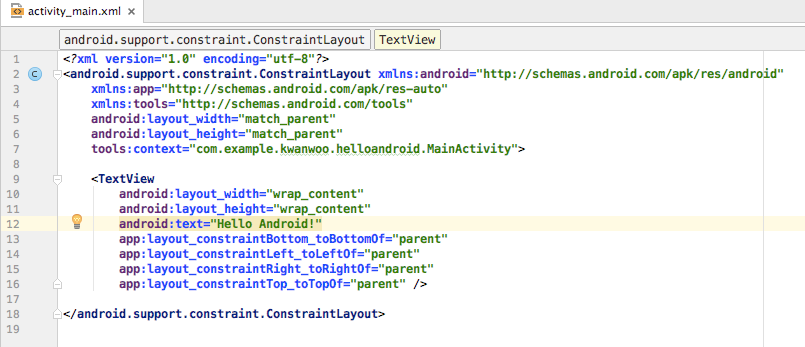 activity_main.xml
android.support.constraint.ConstraintLayout TextView
1 <?xml version="1.0" encoding="utf-8"?>
2 <android.support.constraint.ConstraintLayout xmlns:android="http://schemas.android.com/apk/res/android"
3 xmlns:app="http://schemas.android.com/apk/res-auto"
4 xmlns:tools="http://schemas.android.com/tools"
5 android:layout_width="match_parent"
6 android:layout_height="match_parent"
7 tools:context="com.example.kwanwoo.helloandroid.MainActivity">
8
9 <TextView
10 android:layout_width="wrap_content"
11 android:layout_height="wrap_content"
12 android:text="Hello Android!"
13 app:layout_constraintBottom_toBottomOf="parent"
14 app:layout_constraintLeft_toLeftOf="parent"
15 app:layout_constraintRight_toRightOf="parent"
16 app:layout_constraintTop_toTopOf="parent" />
17
18 </android.support.constraint.ConstraintLayout>
19